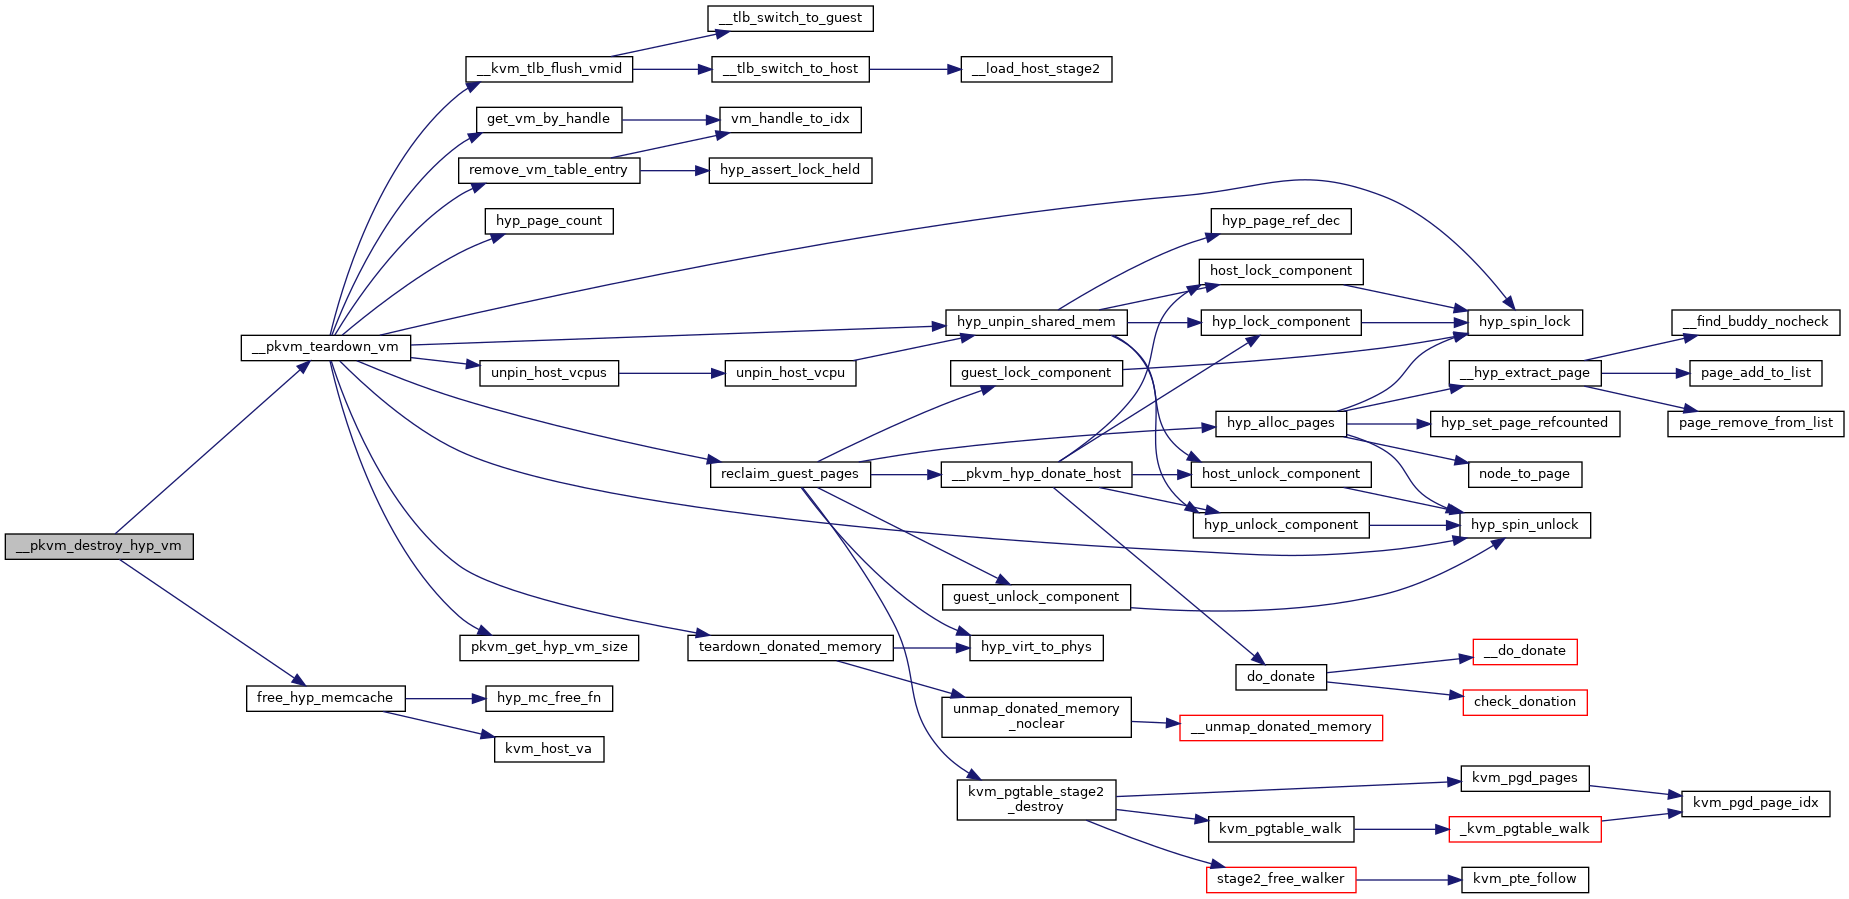 __tlb_switch_to_guest
__kvm_tlb_flush_vmid
__tlb_switch_to_host
__load_host_stage2
get_vm_by_handle
vm_handle_to_idx
remove_vm_table_entry
hyp_assert_lock_held
hyp_page_count
hyp_page_ref_dec
host_lock_component
hyp_unpin_shared_mem
hyp_lock_component
hyp_spin_lock
__find_buddy_nocheck
__pkvm_teardown_vm
unpin_host_vcpus
unpin_host_vcpu
guest_lock_component
__hyp_extract_page
page_add_to_list
hyp_alloc_pages
hyp_set_page_refcounted
page_remove_from_list
reclaim_guest_pages
__pkvm_hyp_donate_host
host_unlock_component
node_to_page
hyp_unlock_component
hyp_spin_unlock
__pkvm_destroy_hyp_vm
guest_unlock_component
pkvm_get_hyp_vm_size
teardown_donated_memory
hyp_virt_to_phys
__do_donate
do_donate
free_hyp_memcache
hyp_mc_free_fn
check_donation
unmap_donated_memory
_noclear
__unmap_donated_memory
kvm_host_va
kvm_pgtable_stage2
_destroy
kvm_pgd_pages
kvm_pgd_page_idx
kvm_pgtable_walk
_kvm_pgtable_walk
stage2_free_walker
kvm_pte_follow